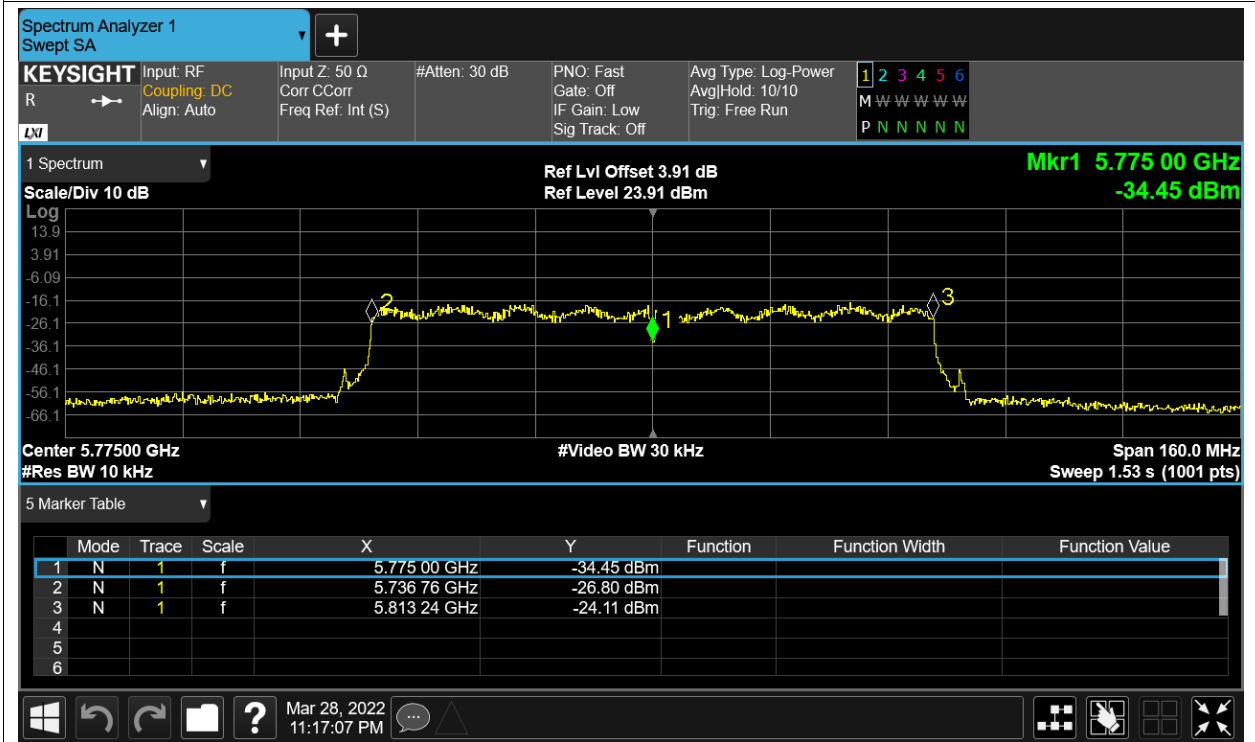 Spectrum Analyzer 1
Swept SA
+
KEYSIGHT Input: RF Input Z: 50 Ω #Atten: 30 dB PNO: Fast Avg Type: Log-Power 1 2 3 4 5 6
R Coupling: DC Corr CCorr Gate: Off Avg|Hold: 10/10 M W W W W W W
Align: Auto Freq Ref: Int (S) IF Gain: Low Trig: Free Run
LXI Sig Track: Off P N N N N N N
1 Spectrum Ref Lvl Offset 3.91 dB Mkr1 5.775 00 GHz
Scale/Div 10 dB Ref Level 23.91 dBm -34.45 dBm
Log
13.9
3.91
-6.09
-16.1 2 3
-26.1 1
-36.1
-46.1
-56.1
-66.1
Center 5.77500 GHz #Video BW 30 kHz Span 160.0 MHz
#Res BW 10 kHz Sweep 1.53 s (1001 pts)
5 Marker Table
Mode Trace Scale X Y Function Function Width Function Value
1 N 1 f 5.775 00 GHz -34.45 dBm
2 N 1 f 5.736 76 GHz -26.80 dBm
3 N 1 f 5.813 24 GHz -24.11 dBm
4
5
6
? Mar 28, 2022
11:17:07 PM